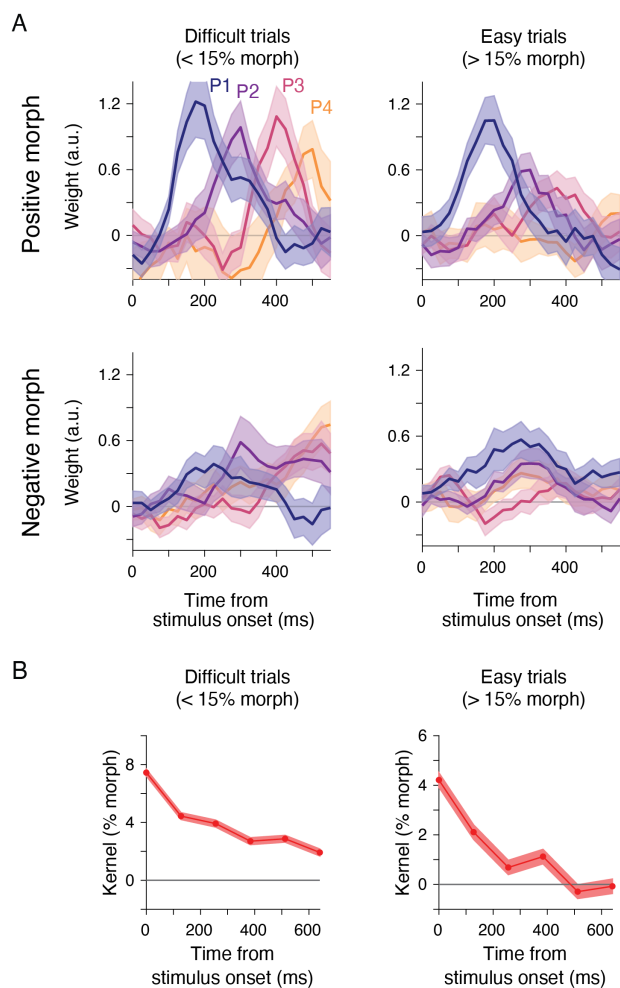 A
Difficult trials
(< 15% morph)
Easy trials
(> 15% morph)
Positive morph
Weight (a.u.)
1.2
0.6
0
P1
P2
P3
P4
0
200
400
1.2
0.6
0
0
200
400
Negative morph
Weight (a.u.)
1.2
0.6
0
0
200
400
Time from
stimulus onset (ms)
1.2
0.6
0
0
200
400
Time from
stimulus onset (ms)
B
Difficult trials
(< 15% morph)
Easy trials
(> 15% morph)
Kernel (% morph)
8
4
0
0
200
400
600
Time from
stimulus onset (ms)
Kernel (% morph)
6
4
2
0
0
200
400
600
Time from
stimulus onset (ms)